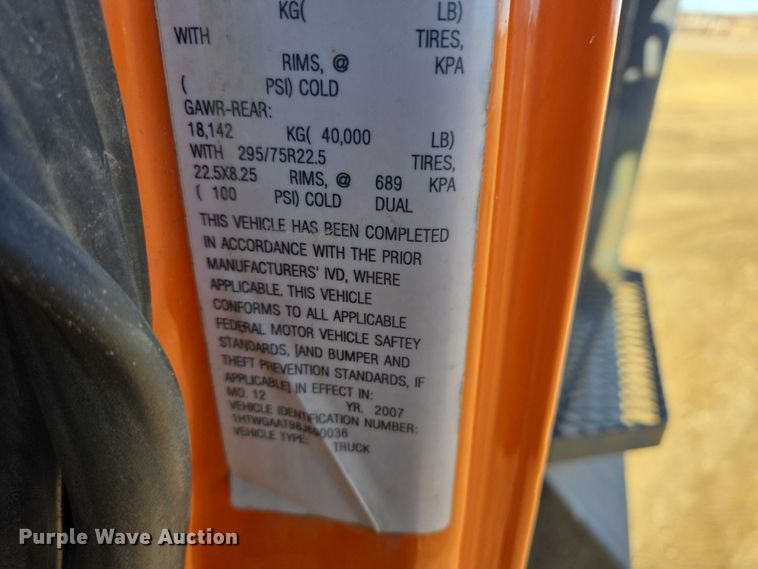 KG( LB)
WITH TIRES,
RIMS, @ KPA
( PSI) COLD
GAWR-REAR:
18,142 KG( 40,000 LB)
WITH 295/75R22.5 TIRES,
22.5X8.25 RIMS, @ 689 KPA
( 100 PSI) COLD DUAL
THIS VEHICLE HAS BEEN COMPLETED
IN ACCORDANCE WITH THE PRIOR
MANUFACTURERS' IVD, WHERE
APPLICABLE. THIS VEHICLE
CONFORMS TO ALL APPLICABLE
FEDERAL MOTOR VEHICLE SAFTEY
STANDARDS, [AND BUMPER AND
THEFT PREVENTION STANDARDS, IF
APPLICABLE] IN EFFECT IN:
MO. 12 YR. 2007
VEHICLE IDENTIFICATION NUMBER:
VEHICLE TYPE: TRUCK
Purple Wave Auction